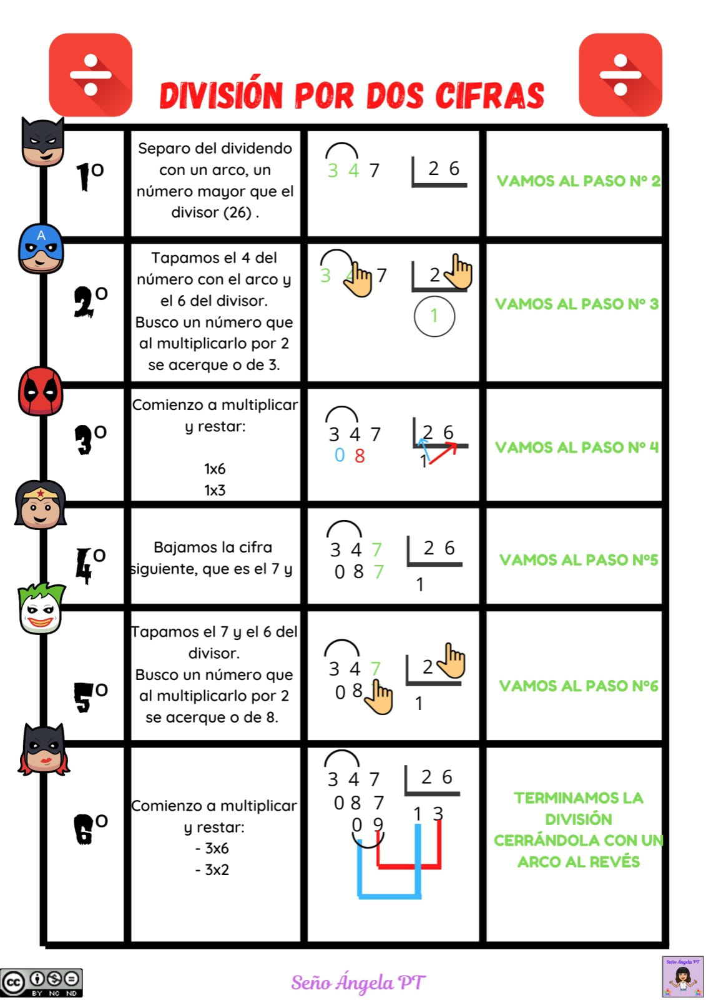 DIVISIÓN POR DOS CIFRAS
1º
Separo del dividendo
con un arco, un
número mayor que el
divisor (26) .
3 4 7
2 6
VAMOS AL PASO Nº 2
A
2º
Tapamos el 4 del
número con el arco y
el 6 del divisor.
Busco un número que
al multiplicarlo por 2
se acerque o de 3.
3 4 7
2
1
VAMOS AL PASO Nº 3
3º
Comienzo a multiplicar
y restar:
1x6
1x3
3 4 7
0 8
2 6
1
VAMOS AL PASO Nº 4
4º
Bajamos la cifra
siguiente, que es el 7 y
3 4 7
0 8 7
2 6
1
VAMOS AL PASO Nº5
5º
Tapamos el 7 y el 6 del
divisor.
Busco un número que
al multiplicarlo por 2
se acerque o de 8.
3 4 7
0 8
2
1
VAMOS AL PASO Nº6
6º
Comienzo a multiplicar
y restar:
- 3x6
- 3x2
3 4 7
0 8 7
0 9
2 6
1 3
TERMINAMOS LA
DIVISIÓN
CERRÁNDOLA CON UN
ARCO AL REVÉS
cc
BY NC ND
Seño Ángela PT
Seño Ángela PT